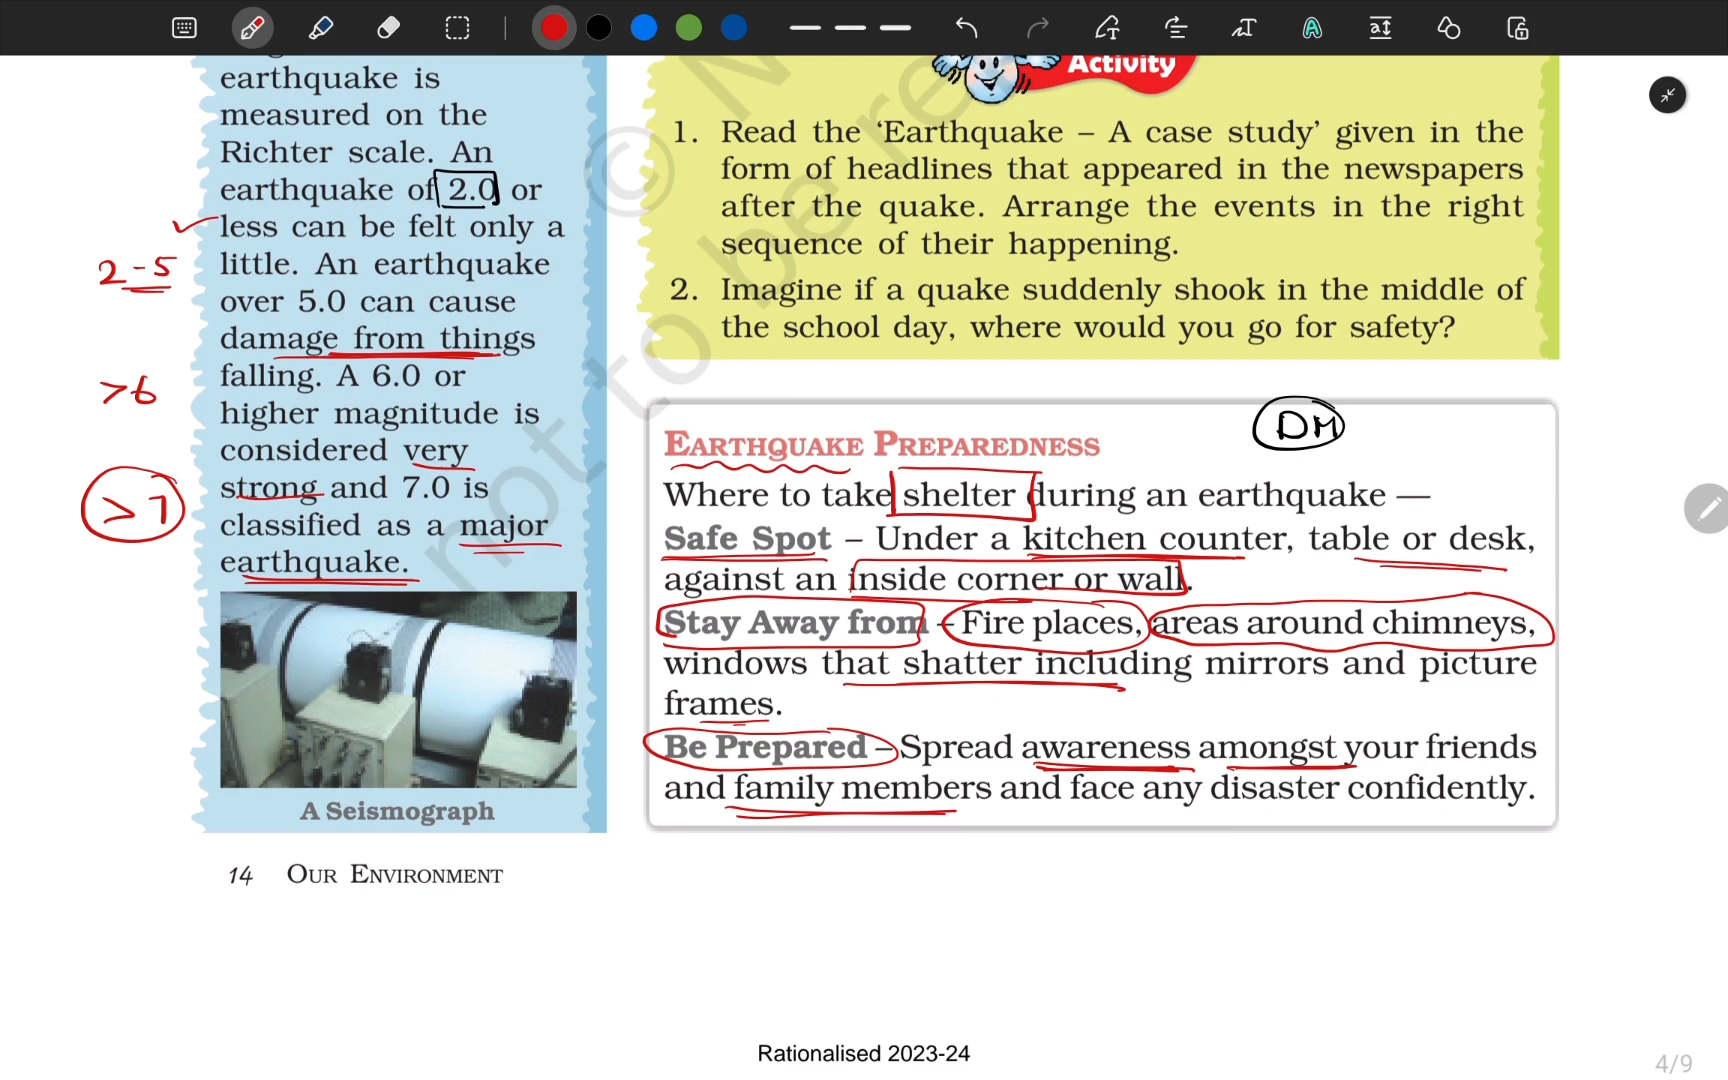 Activity
earthquake is
measured on the
Richter scale. An
earthquake of 2.0 or
less can be felt only a
little. An earthquake
over 5.0 can cause
damage from things
falling. A 6.0 or
higher magnitude is
considered very
strong and 7.0 is
classified as a major
earthquake.
2-5
>6
>7
A Seismograph
1. Read the ‘Earthquake – A case study’ given in the
form of headlines that appeared in the newspapers
after the quake. Arrange the events in the right
sequence of their happening.
2. Imagine if a quake suddenly shook in the middle of
the school day, where would you go for safety?
DM
EARTHQUAKE PREPAREDNESS
Where to take shelter during an earthquake —
Safe Spot – Under a kitchen counter, table or desk,
against an inside corner or wall.
Stay Away from – Fire places, areas around chimneys,
windows that shatter including mirrors and picture
frames.
Be Prepared – Spread awareness amongst your friends
and family members and face any disaster confidently.
14 OUR ENVIRONMENT
Rationalised 2023-24
4/9
not to be re
© N